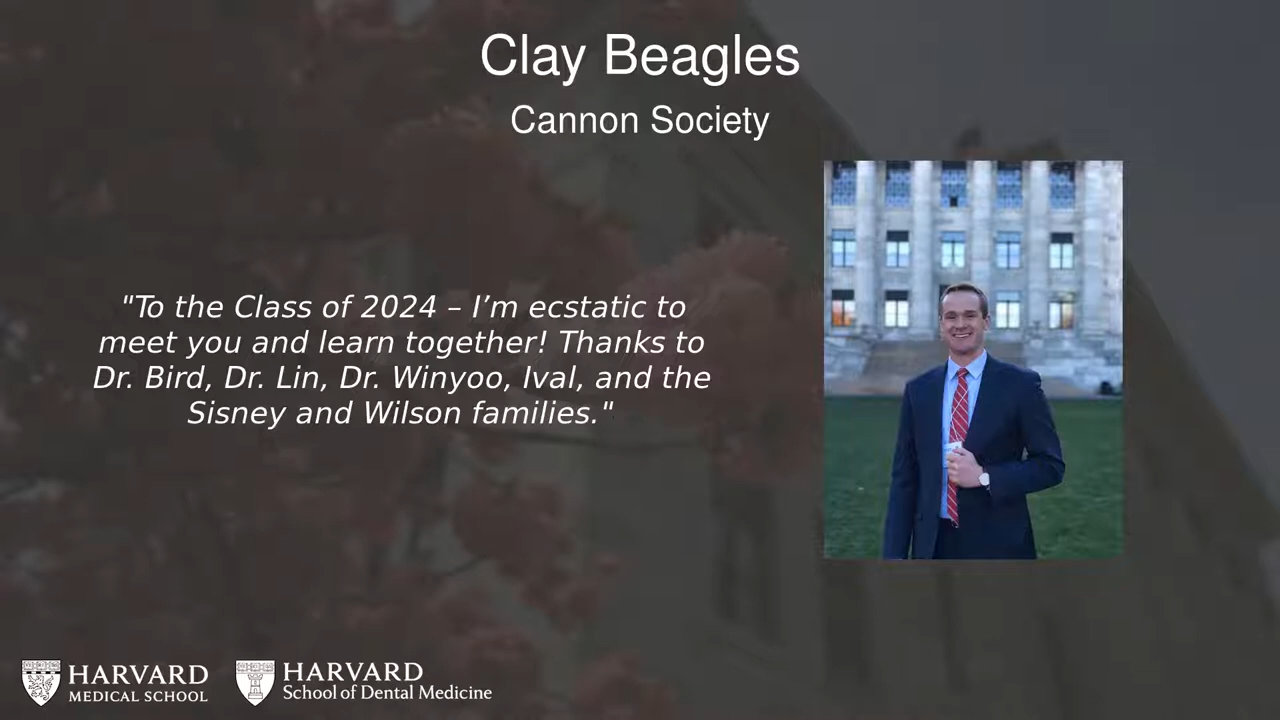 Clay Beagles
Cannon Society
"To the Class of 2024 – I’m ecstatic to
meet you and learn together! Thanks to
Dr. Bird, Dr. Lin, Dr. Winyoo, Ival, and the
Sisney and Wilson families."
HARVARD
MEDICAL SCHOOL
HARVARD
School of Dental Medicine